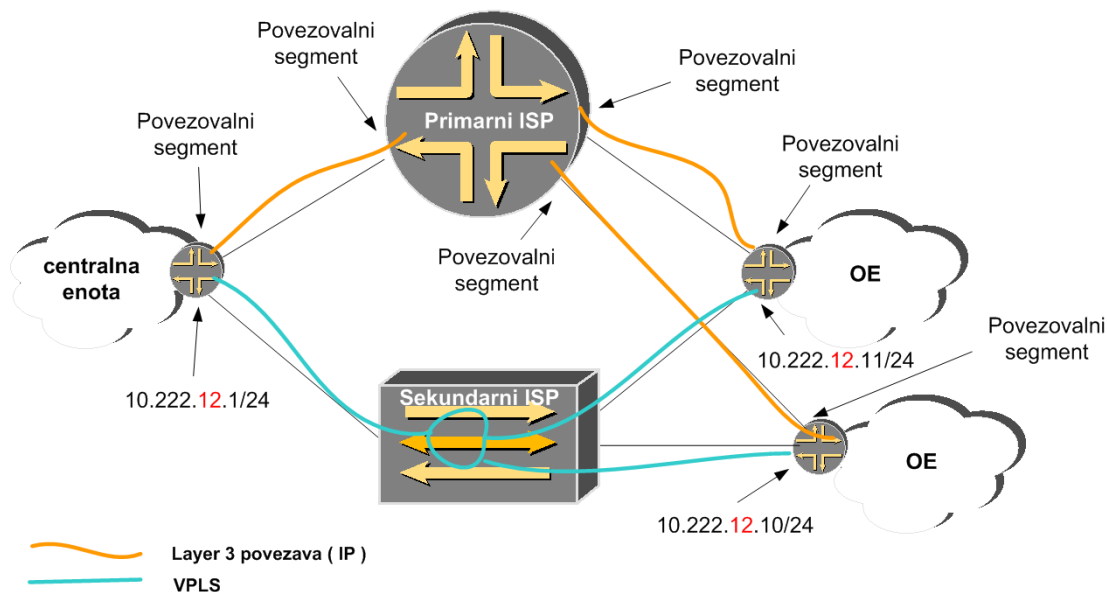 Povezovalni
segment
Povezovalni
segment
Primarni ISP
Povezovalni
segment
Povezovalni
segment
Povezovalni
segment
centralna
enota
OE
Povezovalni
segment
10.222.12.11/24
10.222.12.1/24
Sekundarni ISP
OE
10.222.12.10/24
Layer 3 povezava ( IP )
VPLS